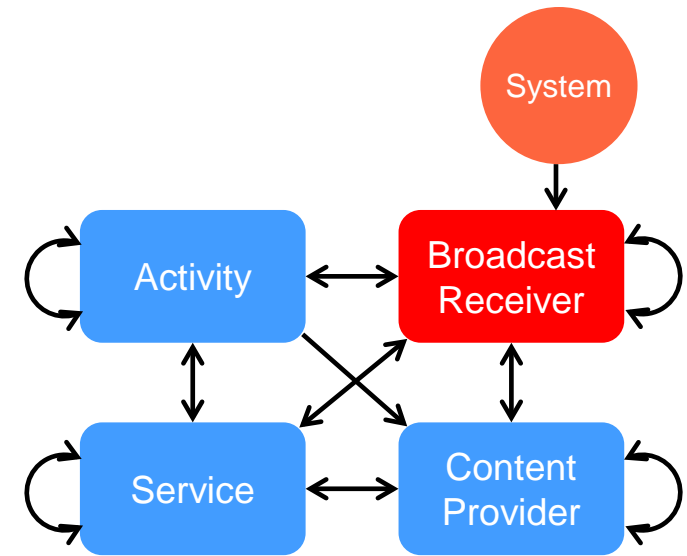 System
Activity
Broadcast
Receiver
Service
Content
Provider